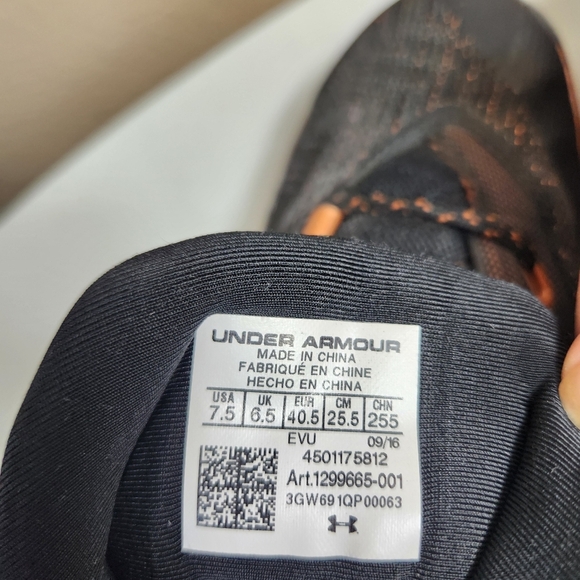 UNDER ARMOUR
MADE IN CHINA
FABRIQUÉ EN CHINE
HECHO EN CHINA
USA UK EUR CM CHN
7.5 6.5 40.5 25.5 255
EVU 09/16
4501175812
Art.1299665-001
3GW691QP00063